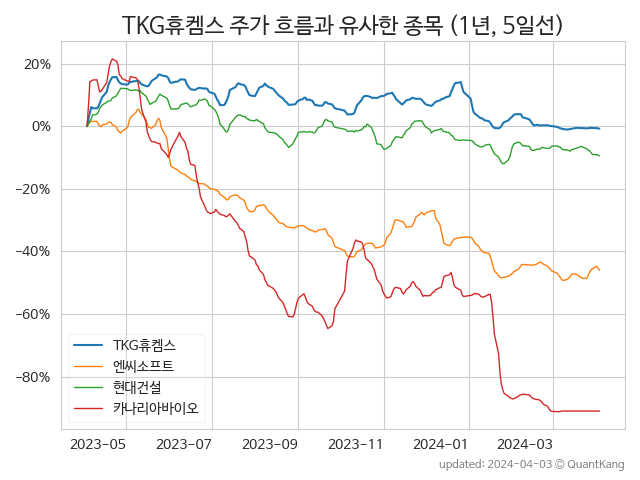 TKG휴켐스 주가 흐름과 유사한 종목 (1년, 5일선)
20%
0%
−20%
−40%
−60%
−80%
TKG휴켐스
엔씨소프트
현대건설
카나리아바이오
2023-05 2023-07 2023-09 2023-11 2024-01 2024-03
updated: 2024-04-03 © QuantKang